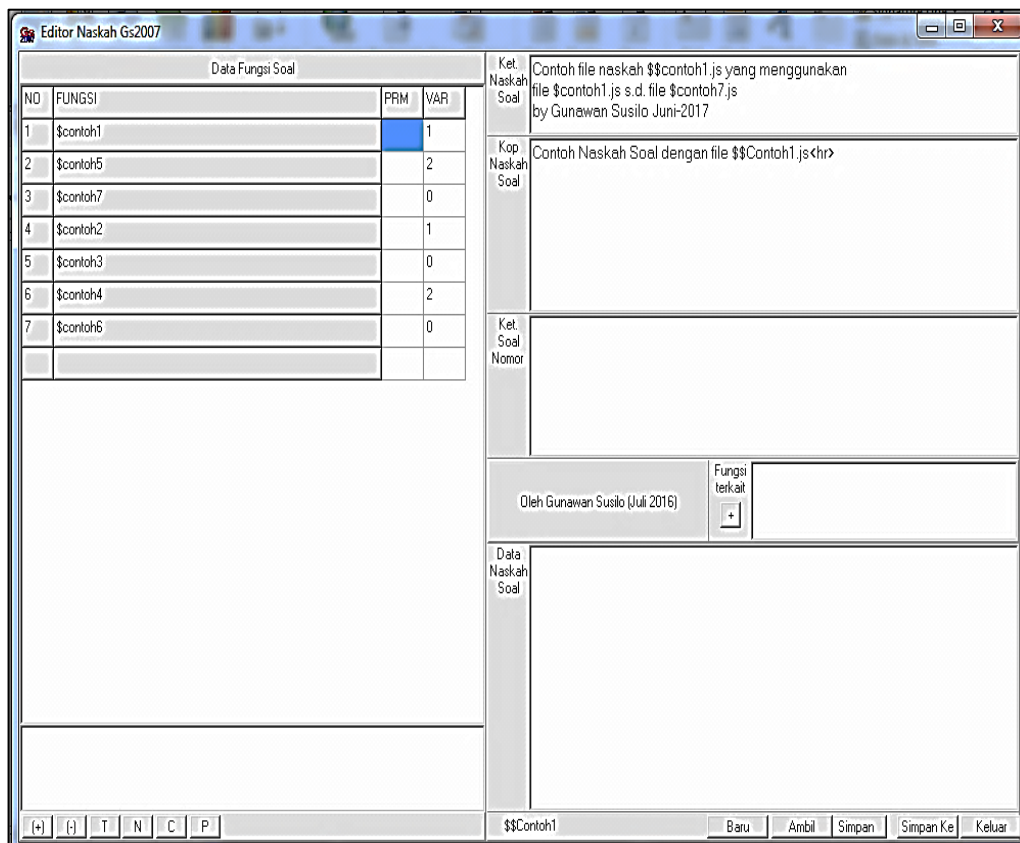 Editor Naskah Gs2007
Data Fungsi Soal
NO FUNGSI PRM VAR
1 $contoh1 1
2 $contoh5 2
3 $contoh7 0
4 $contoh2 1
5 $contoh3 0
6 $contoh4 2
7 $contoh6 0
(+) (-) T N C P
Ket.
Naskah
Soal
Contoh file naskah $$contoh1.js yang menggunakan
file $contoh1.js s.d. file $contoh7.js
by Gunawan Susilo Juni-2017
Kop
Naskah
Soal
Contoh Naskah Soal dengan file $$Contoh1.js<hr>
Ket.
Soal
Nomor
Oleh Gunawan Susilo (Juli 2016)
Fungsi
terkait
+
Data
Naskah
Soal
$$Contoh1 Baru Ambil Simpan Simpan Ke Keluar